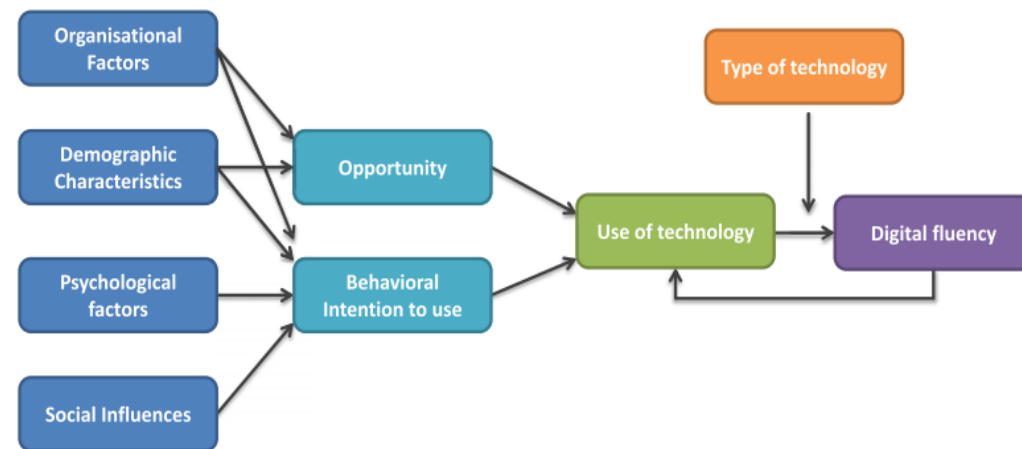 Organisational
Factors
Type of technology
Demographic
Characteristics
Opportunity
Use of technology
Digital fluency
Psychological
factors
Behavioral
Intention to use
Social Influences